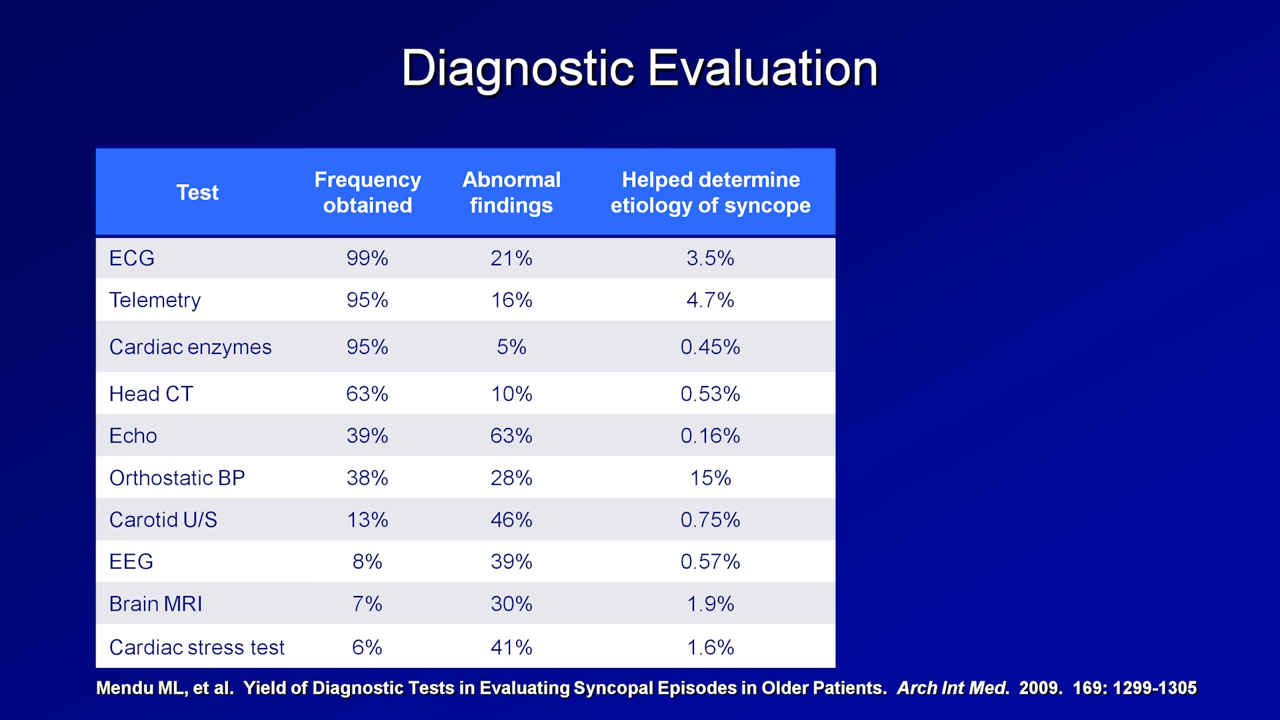 Diagnostic Evaluation
Test Frequency obtained Abnormal findings Helped determine etiology of syncope
ECG 99% 21% 3.5%
Telemetry 95% 16% 4.7%
Cardiac enzymes 95% 5% 0.45%
Head CT 63% 10% 0.53%
Echo 39% 63% 0.16%
Orthostatic BP 38% 28% 15%
Carotid U/S 13% 46% 0.75%
EEG 8% 39% 0.57%
Brain MRI 7% 30% 1.9%
Cardiac stress test 6% 41% 1.6%
Mendu ML, et al. Yield of Diagnostic Tests in Evaluating Syncopal Episodes in Older Patients. Arch Int Med. 2009. 169: 1299-1305